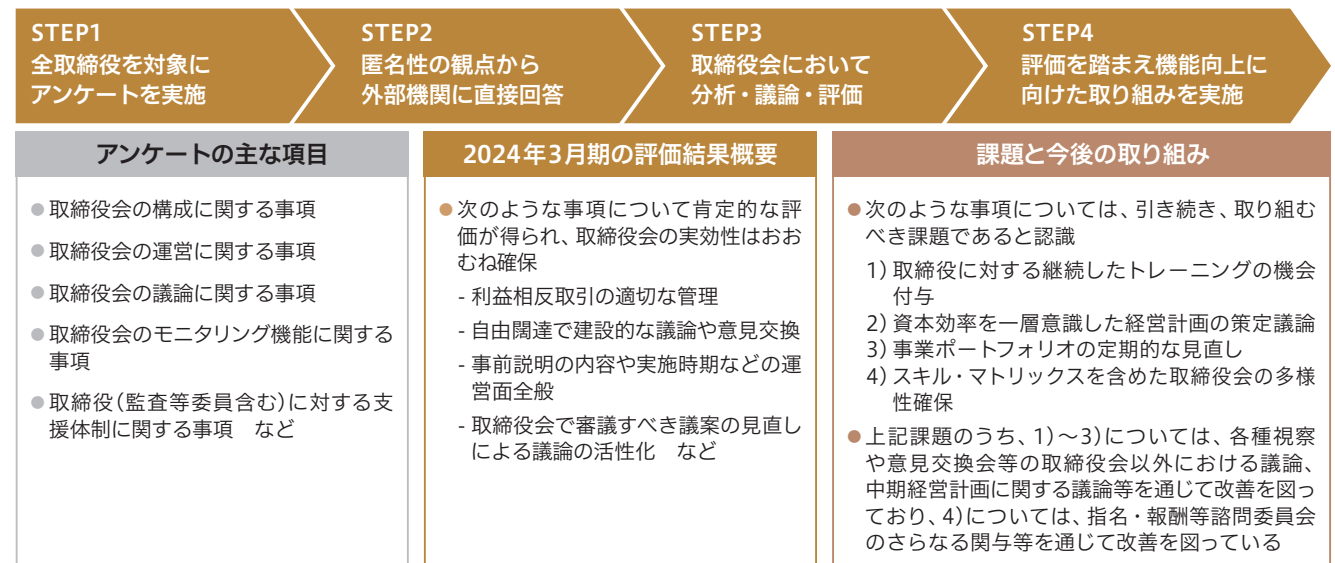 STEP1
全取締役を対象に
アンケートを実施
STEP2
匿名性の観点から
外部機関に直接回答
STEP3
取締役会において
分析・議論・評価
STEP4
評価を踏まえ機能向上に
向けた取り組みを実施
アンケートの主な項目
●取締役会の構成に関する事項
●取締役会の運営に関する事項
●取締役会の議論に関する事項
●取締役会のモニタリング機能に関する
事項
●取締役(監査等委員含む)に対する支
援体制に関する事項 など
2024年3月期の評価結果概要
●次のような事項について肯定的な評
価が得られ、取締役会の実効性はおお
むね確保
- 利益相反取引の適切な管理
- 自由闊達で建設的な議論や意見交換
- 事前説明の内容や実施時期などの運
営面全般
- 取締役会で審議すべき議案の見直し
による議論の活性化 など
課題と今後の取り組み
●次のような事項については、引き続き、取り組む
べき課題であると認識
1)取締役に対する継続したトレーニングの機会
付与
2)資本効率を一層意識した経営計画の策定議論
3)事業ポートフォリオの定期的な見直し
4)スキル・マトリックスを含めた取締役会の多様
性確保
●上記課題のうち、1)～3)については、各種視察
や意見交換会等の取締役会以外における議論、
中期経営計画に関する議論等を通じて改善を図っ
ており、4)については、指名・報酬等諮問委員会
のさらなる関与等を通じて改善を図っている